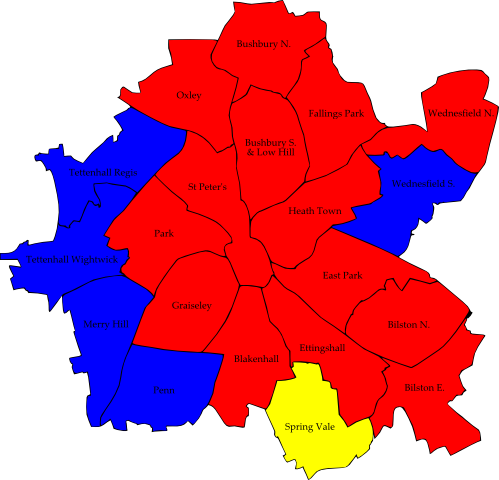 Bushbury N.
Oxley
Fallings Park
Wednesfield N.
Bushbury S.
& Low Hill
Tettenhall Regis
St Peter's
Wednesfield S.
Heath Town
Park
Tettenhall Wightwick
East Park
Graiseley
Merry Hill
Bilston N.
Ettingshall
Blakenhall
Penn
Bilston E.
Spring Vale